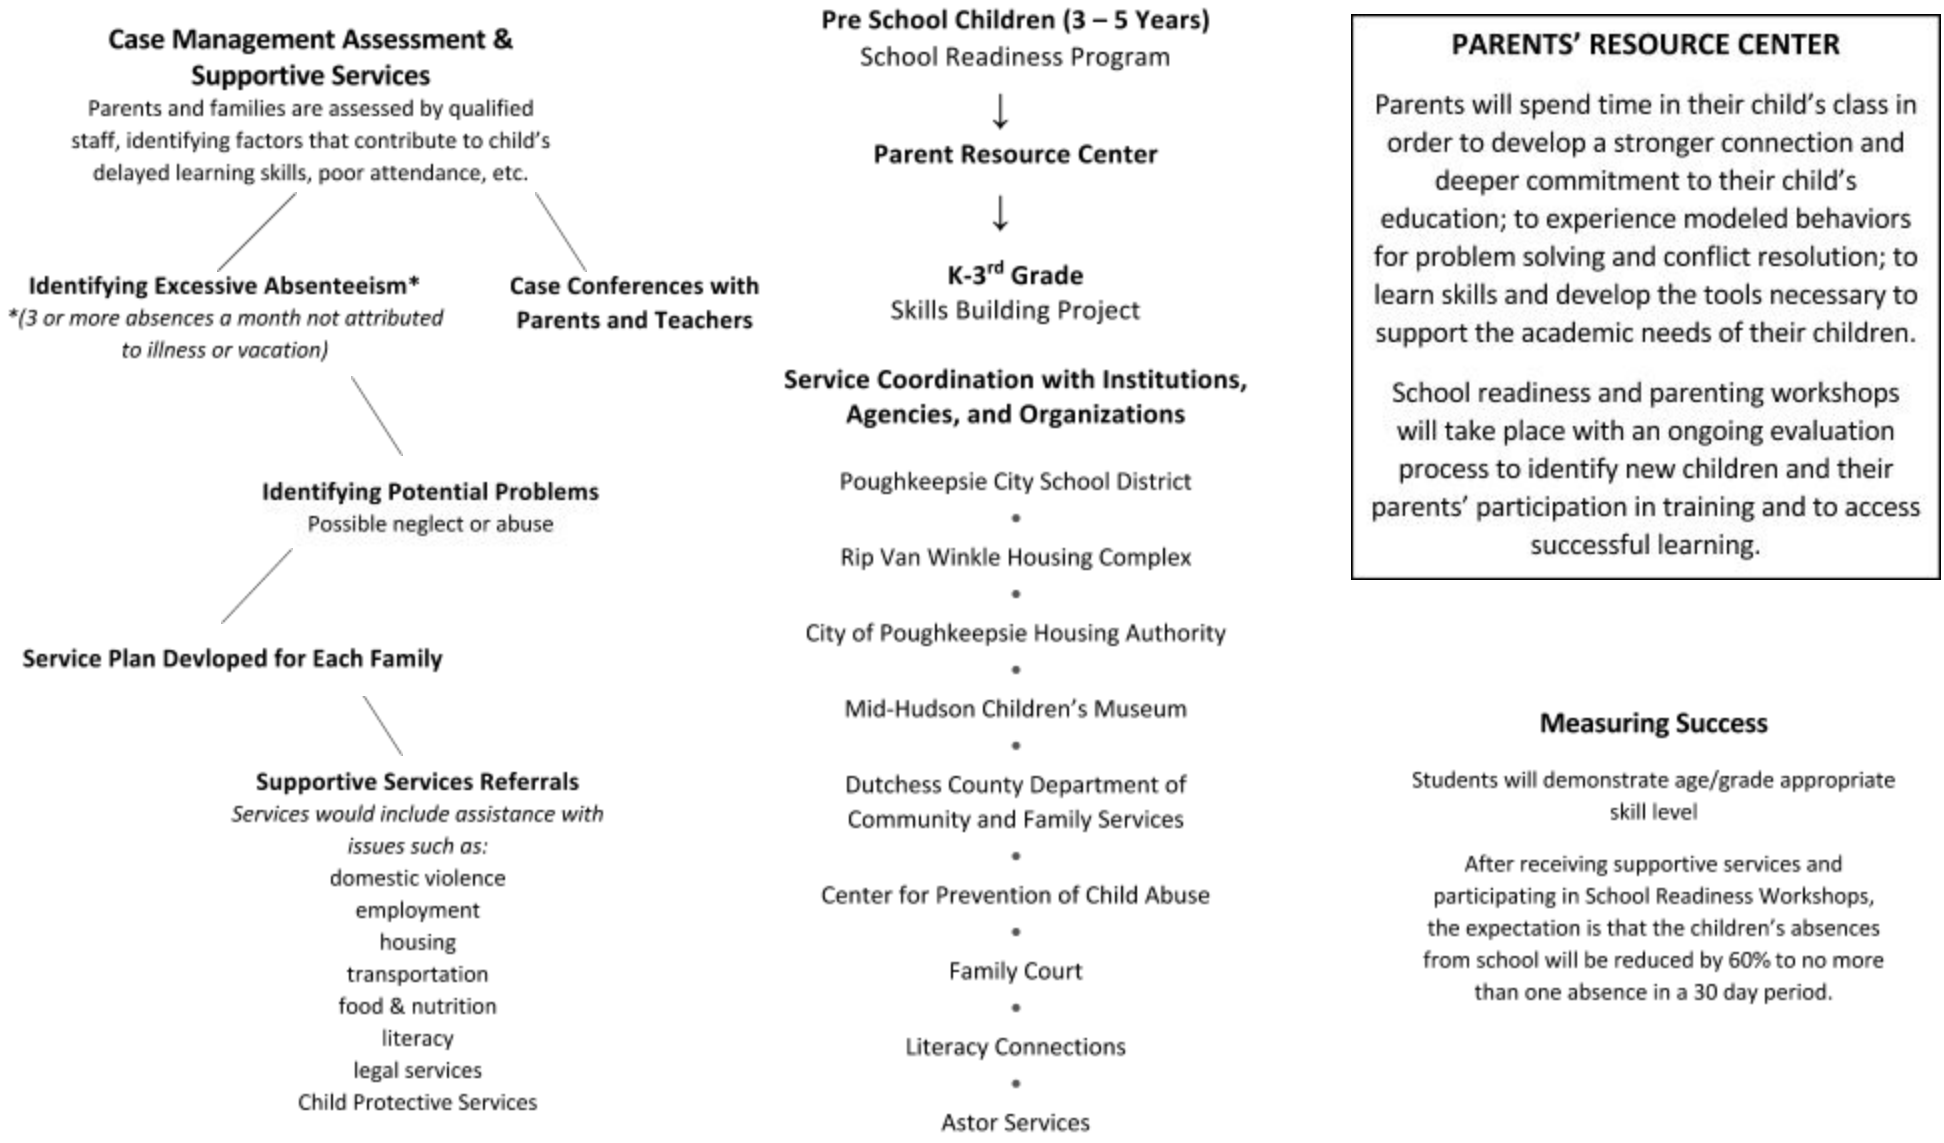 Case Management Assessment &
Supportive Services
Parents and families are assessed by qualified
staff, identifying factors that contribute to child’s
delayed learning skills, poor attendance, etc.
Identifying Excessive Absenteeism*
*(3 or more absences a month not attributed
to illness or vacation)
Case Conferences with
Parents and Teachers
Identifying Potential Problems
Possible neglect or abuse
Service Plan Devloped for Each Family
Supportive Services Referrals
Services would include assistance with
issues such as:
domestic violence
employment
housing
transportation
food & nutrition
literacy
legal services
Child Protective Services
Pre School Children (3 – 5 Years)
School Readiness Program
↓
Parent Resource Center
↓
K-3rd Grade
Skills Building Project
Service Coordination with Institutions,
Agencies, and Organizations
Poughkeepsie City School District
•
Rip Van Winkle Housing Complex
•
City of Poughkeepsie Housing Authority
•
Mid-Hudson Children’s Museum
•
Dutchess County Department of
Community and Family Services
•
Center for Prevention of Child Abuse
•
Family Court
•
Literacy Connections
•
Astor Services
PARENTS’ RESOURCE CENTER
Parents will spend time in their child’s class in
order to develop a stronger connection and
deeper commitment to their child’s
education; to experience modeled behaviors
for problem solving and conflict resolution; to
learn skills and develop the tools necessary to
support the academic needs of their children.
School readiness and parenting workshops
will take place with an ongoing evaluation
process to identify new children and their
parents’ participation in training and to access
successful learning.
Measuring Success
Students will demonstrate age/grade appropriate
skill level
After receiving supportive services and
participating in School Readiness Workshops,
the expectation is that the children’s absences
from school will be reduced by 60% to no more
than one absence in a 30 day period.